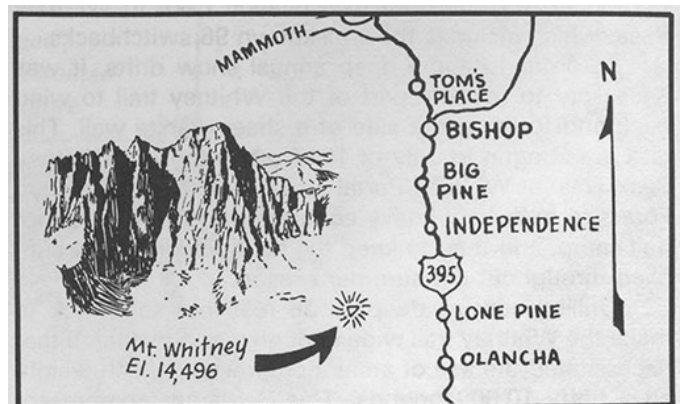 MAMMOTH
TOM'S
PLACE
BISHOP
BIG
PINE
INDEPENDENCE
395
LONE PINE
OLANCHA
N
Mt. Whitney
El. 14,496